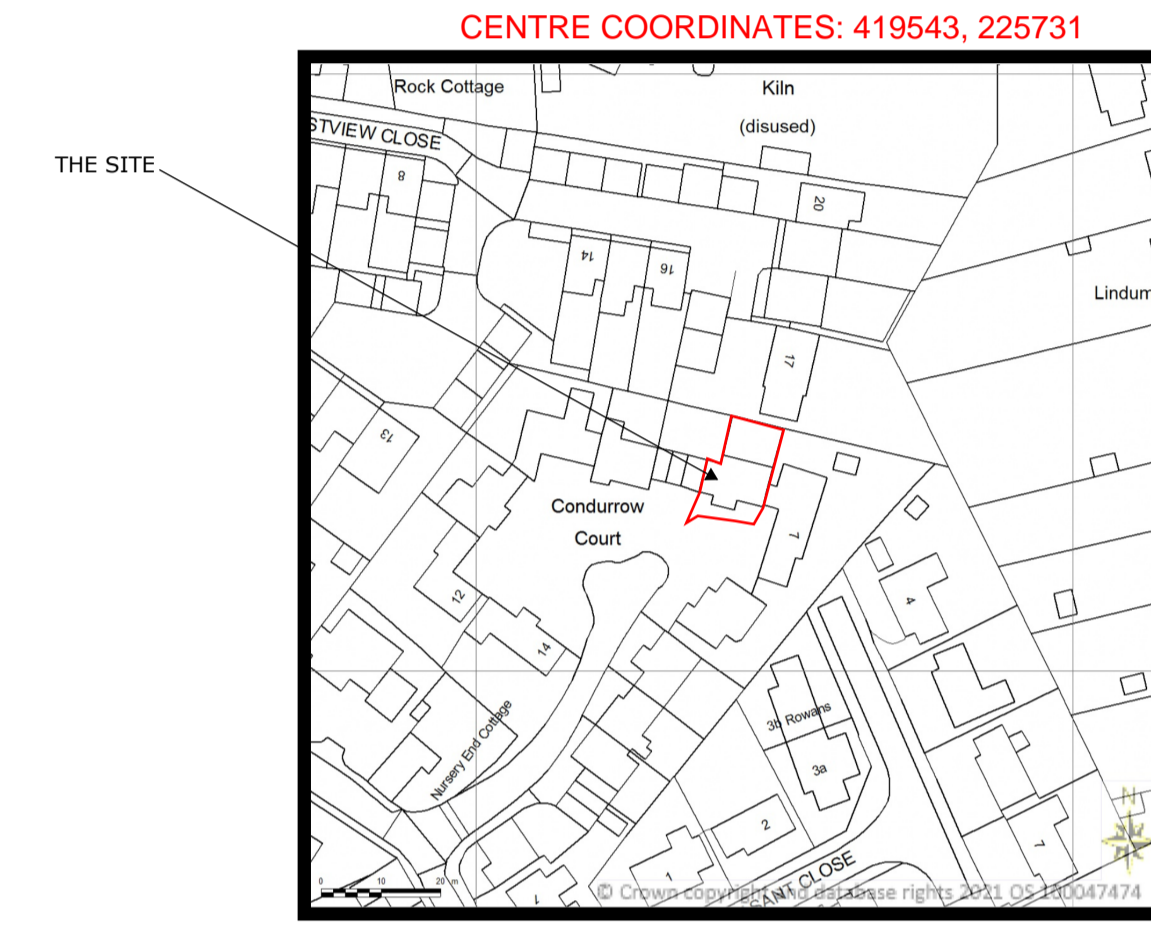 CENTRE COORDINATES: 419543, 225731
THE SITE
Rock Cottage
Kiln
(disused)
STVIEW CLOSE
8
20
14
16
Lindum
17
13
Condurrow
Court
7
12
4
14
3b Rowans
Nursery End Cottage
3a
2
7
1
SANT CLOSE
1
0 10 20 m
N
© Crown copyright and database rights 2021 OS 100047474